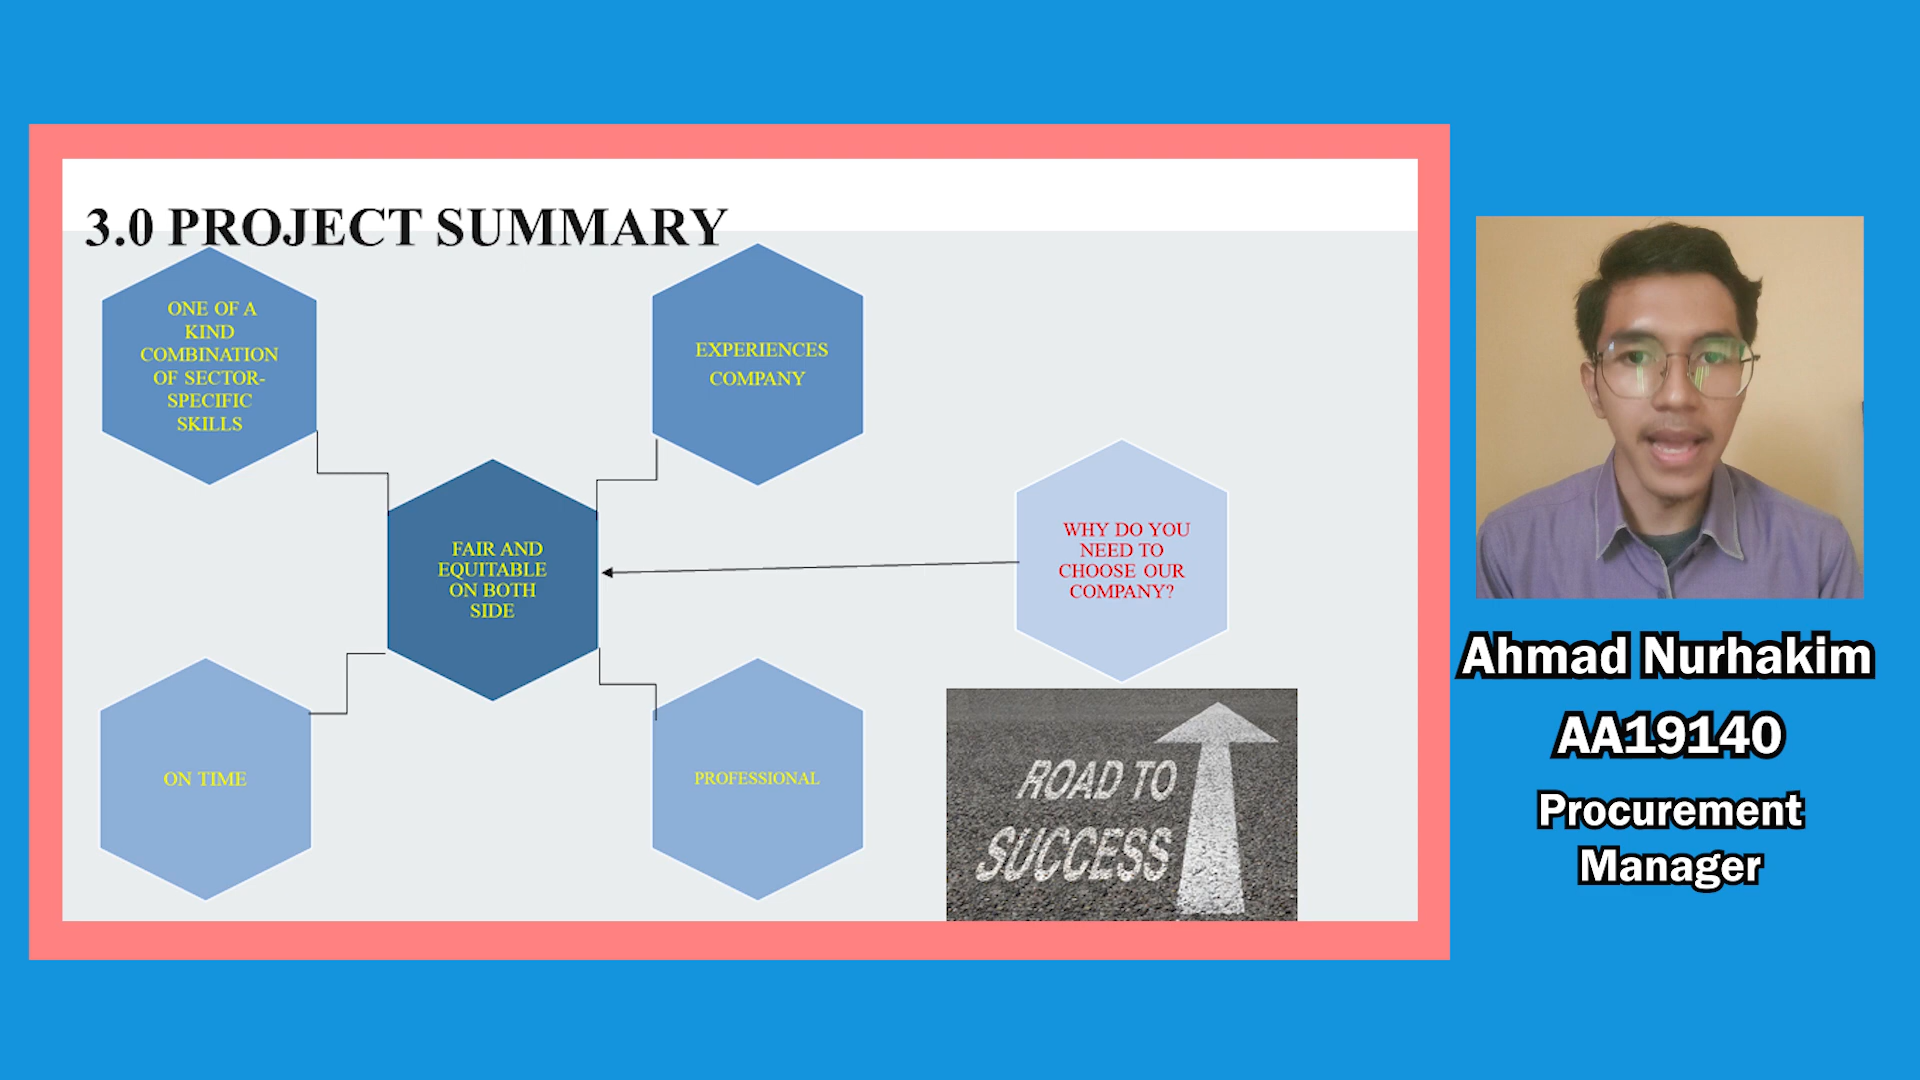 3.0 PROJECT SUMMARY
ONE OF A
KIND
COMBINATION
OF SECTOR-
SPECIFIC
SKILLS
EXPERIENCES
COMPANY
FAIR AND
EQUITABLE
ON BOTH
SIDE
WHY DO YOU
NEED TO
CHOOSE OUR
COMPANY?
ON TIME
PROFESSIONAL
ROAD TO
SUCCESS
Ahmad Nurhakim
AA19140
Procurement
Manager